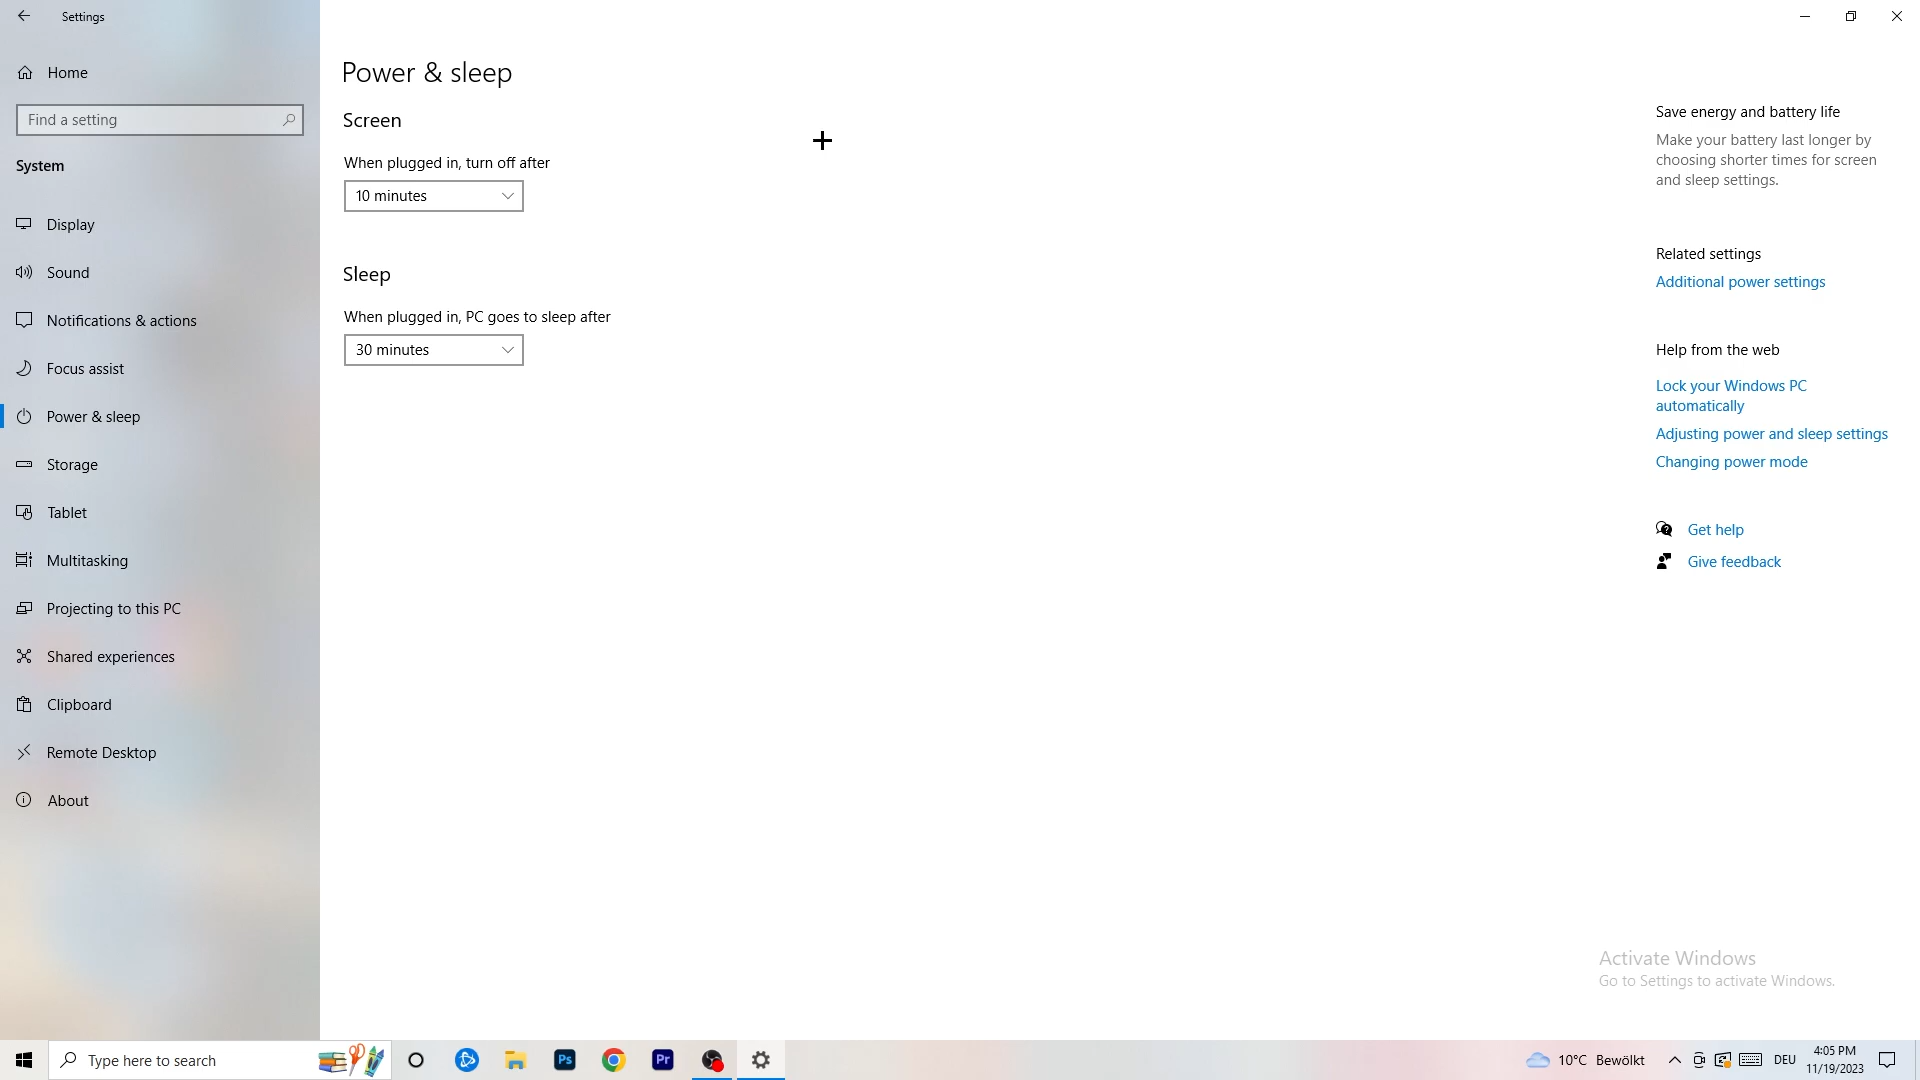 Settings
Home
Find a setting
System
Display
Sound
Notifications & actions
Focus assist
Power & sleep
Storage
Tablet
Multitasking
Projecting to this PC
Shared experiences
Clipboard
Remote Desktop
About
Power & sleep
Screen
When plugged in, turn off after
10 minutes
Sleep
When plugged in, PC goes to sleep after
30 minutes
Save energy and battery life
Make your battery last longer by
choosing shorter times for screen
and sleep settings.
Related settings
Additional power settings
Help from the web
Lock your Windows PC
automatically
Adjusting power and sleep settings
Changing power mode
Get help
Give feedback
Activate Windows
Go to Settings to activate Windows.
Type here to search
Ps
Pr
10°C Bewölkt
DEU
4:05 PM
11/19/2023